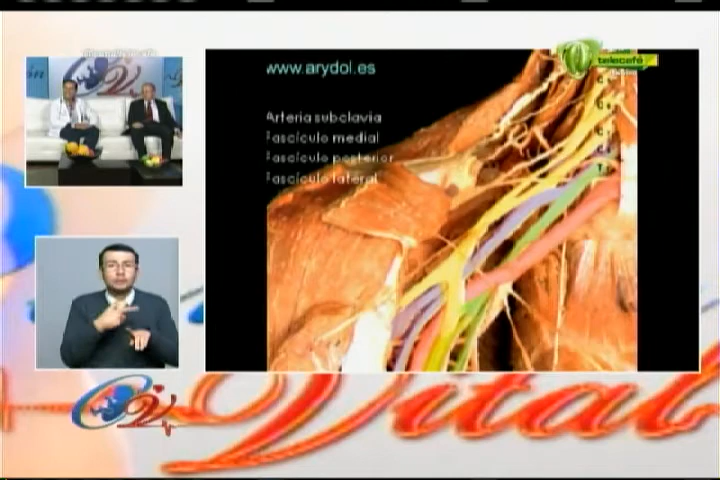 www.arydol.es
telecafé
Arteria subclavia
Fascículo medial
Fascículo posterior
Fascículo lateral
Vital